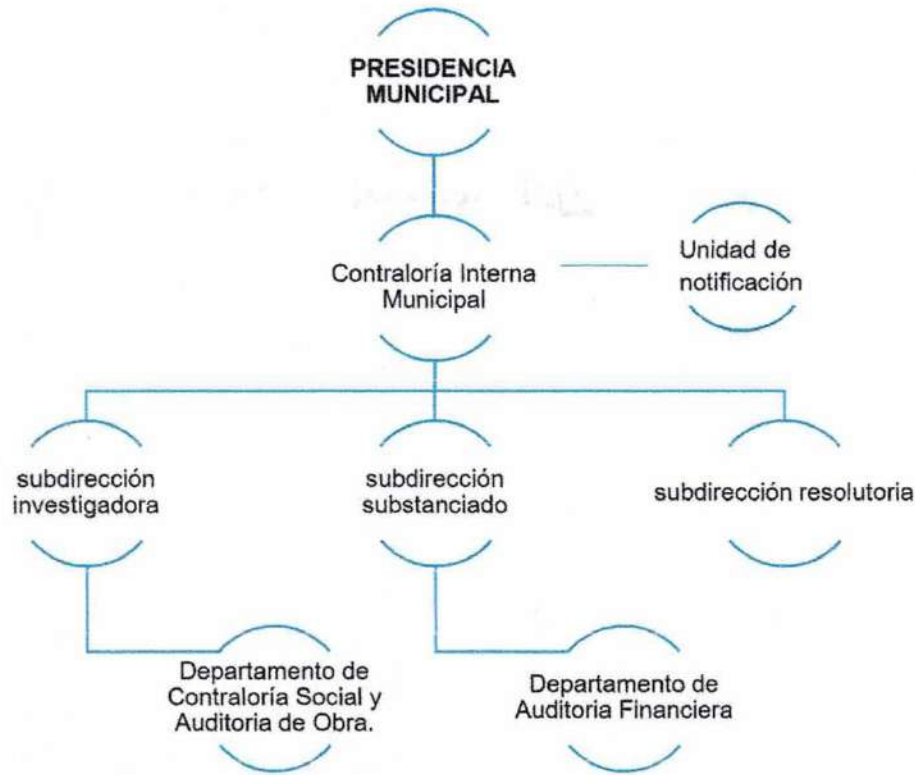 PRESIDENCIA
MUNICIPAL
Contraloría Interna
Municipal
Unidad de
notificación
subdirección
investigadora
subdirección
substanciado
subdirección resolutoria
Departamento de
Contraloría Social y
Auditoria de Obra.
Departamento de
Auditoria Financiera